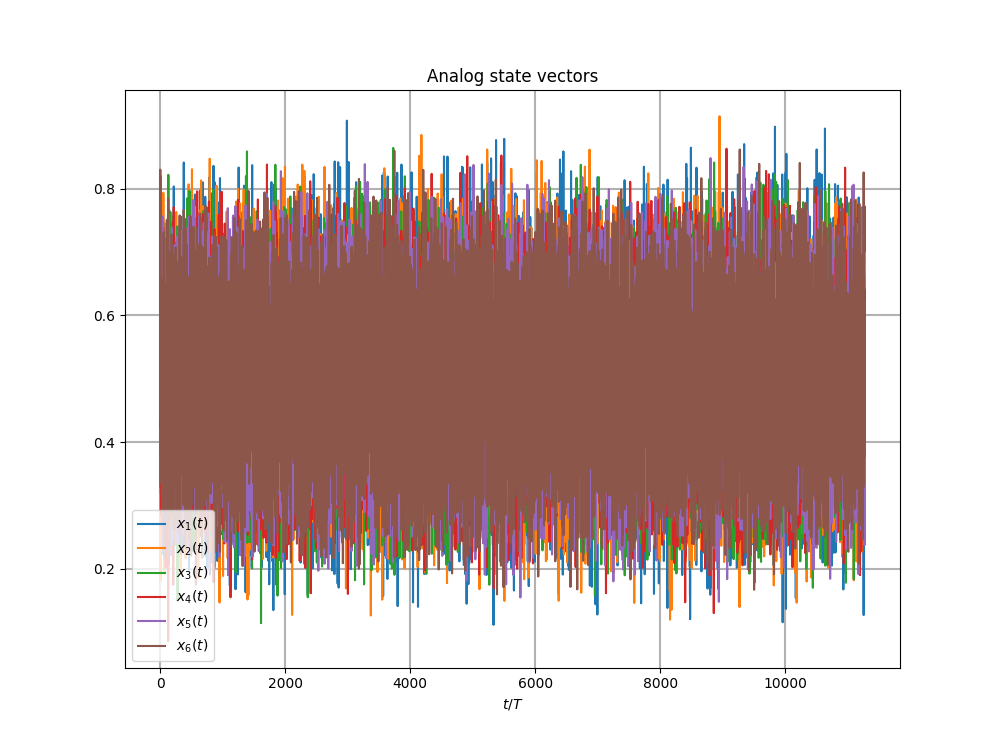 Analog state vectors
0.8
0.6
0.4
0.2
x₁(t)
x₂(t)
x₃(t)
x₄(t)
x₅(t)
x₆(t)
0 2000 4000 6000 8000 10000
t/T